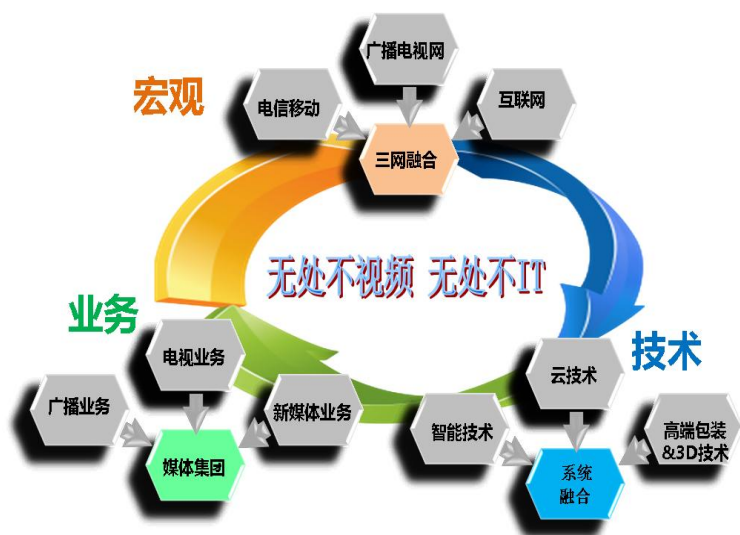 广播电视网
宏观
电信移动
互联网
三网融合
无处不视频 无处不IT
业务
电视业务
技术
云技术
广播业务
新媒体业务
智能技术
高端包装
&3D技术
媒体集团
系统
融合